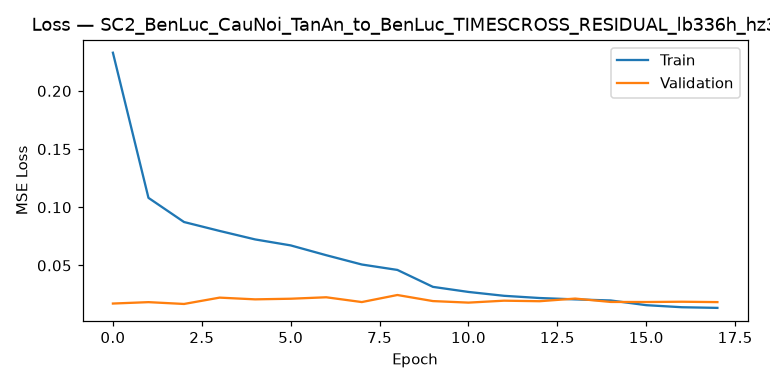 Loss — SC2_BenLuc_CauNoi_TanAn_to_BenLuc_TIMESCROSS_RESIDUAL_lb336h_hz3
Train
Validation
MSE Loss
0.20
0.15
0.10
0.05
0.0 2.5 5.0 7.5 10.0 12.5 15.0 17.5
Epoch